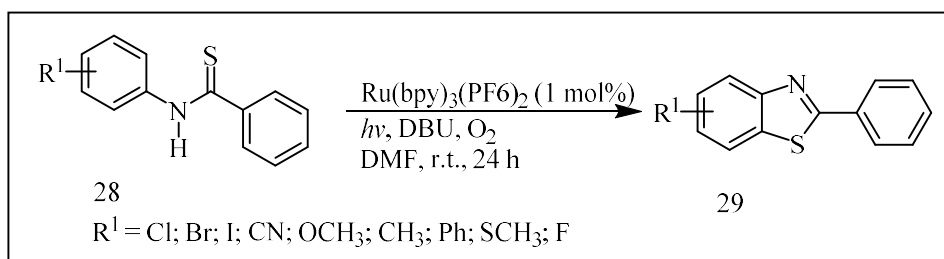 R¹
S
N
H
28
Ru(bpy)₃(PF6)₂ (1 mol%)
hv, DBU, O₂
DMF, r.t., 24 h
R¹
N
S
29
R¹ = Cl; Br; I; CN; OCH₃; CH₃; Ph; SCH₃; F